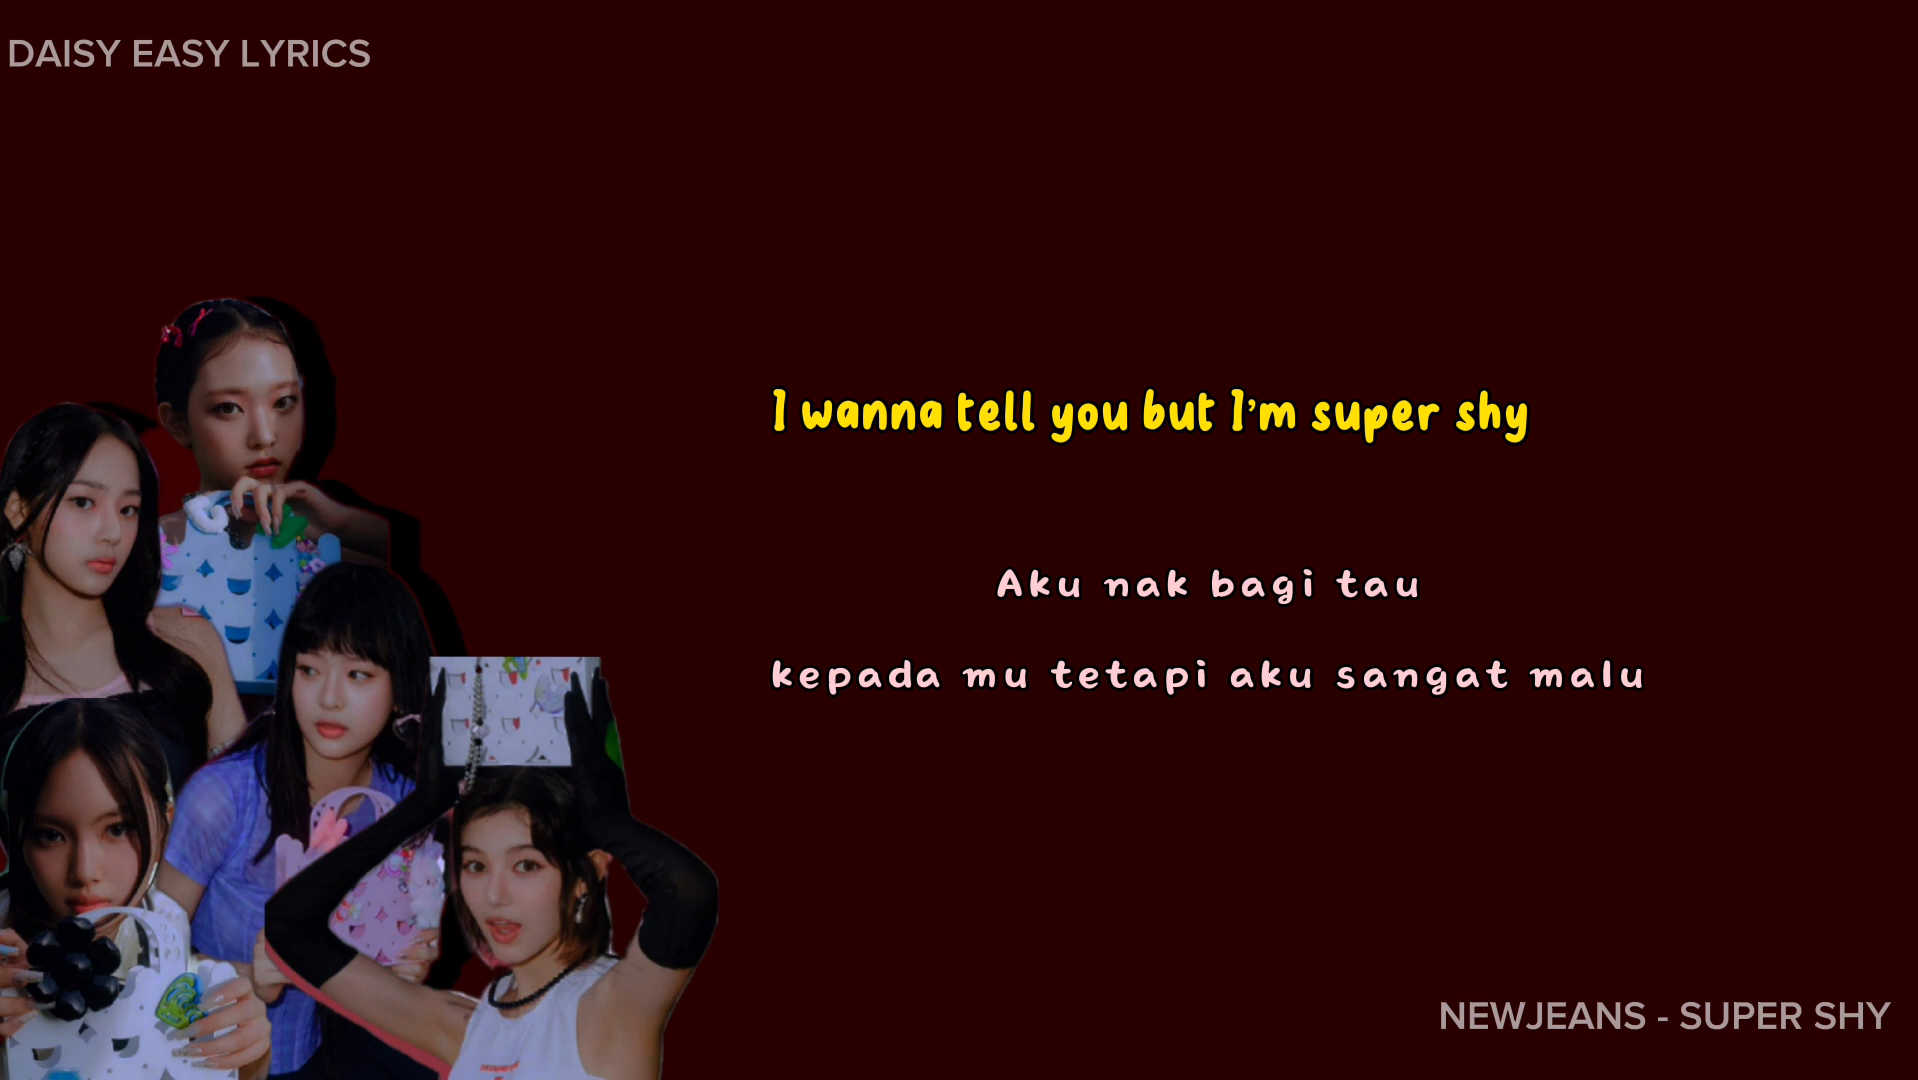 DAISY EASY LYRICS
I wanna tell you but I'm super shy
Aku nak bagi tau
kepada mu tetapi aku sangat malu
NEWJEANS - SUPER SHY